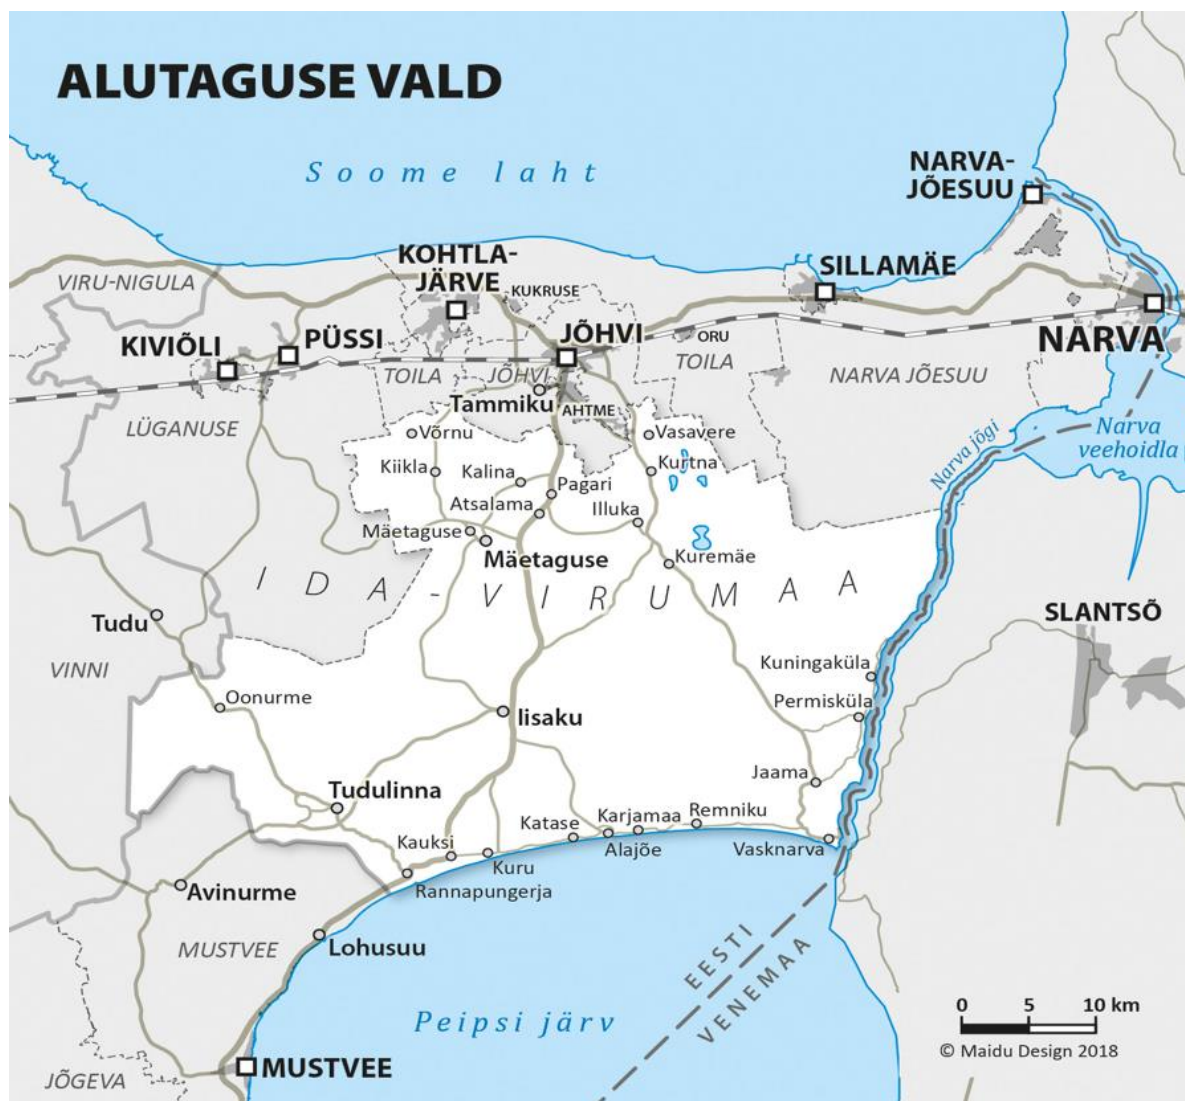 ALUTAGUSE VALD
Soome laht
NARVA-
JÕESUU
KOHTLA-
JÄRVE
SILLAMÄE
VIRU-NIGULA
KUKRUSE
KIVIÕLI
PÜSSI
JÕHVI
ORU
NARVA
TOILA
JÕHVI
TOILA
NARVA JÕESUU
Tammiku
AHTME
LÜGANUSE
Võrnu
Vasavere
Narva
veehoidla
Narva jõgi
Kiikla
Kalina
Kurtna
Pagari
Atsalama
Illuka
Mäetaguse
Mäetaguse
Kuremäe
IDA-VIRUMAA
SLANTSÕ
Tudu
VINNI
Kuningaküla
Permisküla
Oonurme
Iisaku
Jaama
Tudulinna
Katase
Karjamaa
Remniku
Kauksi
Alajõe
Vasknarva
Kuru
Rannapungerja
Avinurme
MUSTVEE
Lohusuu
EESTI
VENEMAA
Peipsi järv
0 5 10 km
© Maidu Design 2018
MUSTVEE
JÕGEVA